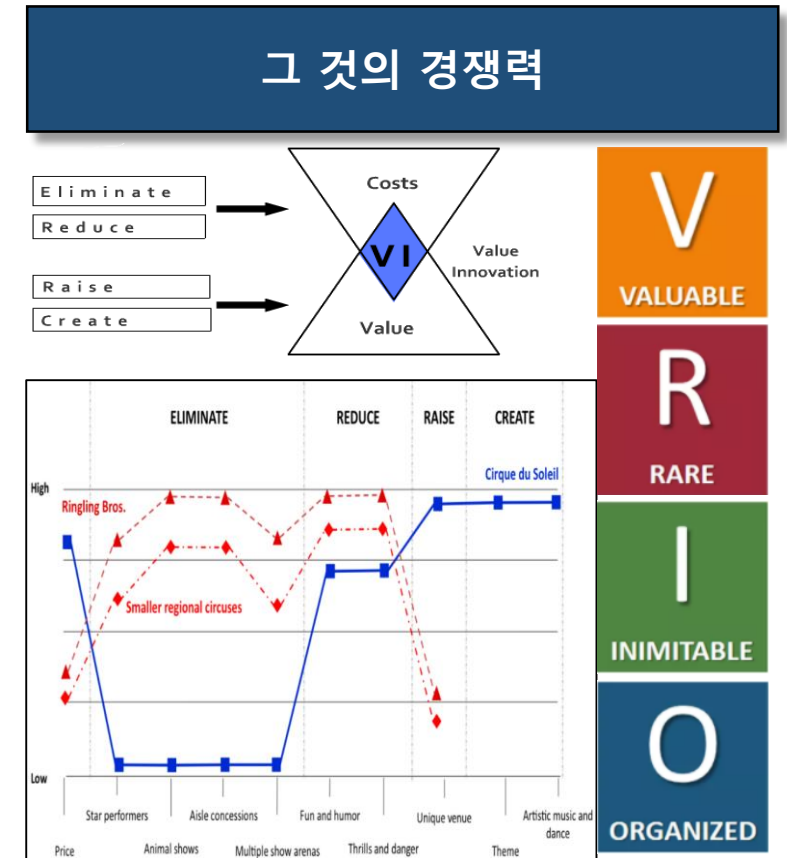 그 것의 경쟁력
Eliminate
Reduce
Raise
Create
Costs
VI
Value
Innovation
Value
V
VALUABLE
R
RARE
I
INIMITABLE
O
ORGANIZED
ELIMINATE
REDUCE
RAISE
CREATE
Cirque du Soleil
High
Ringling Bros.
Smaller regional circuses
Low
Star performers
Aisle concessions
Fun and humor
Unique venue
Artistic music and
dance
Price
Animal shows
Multiple show arenas
Thrills and danger
Theme